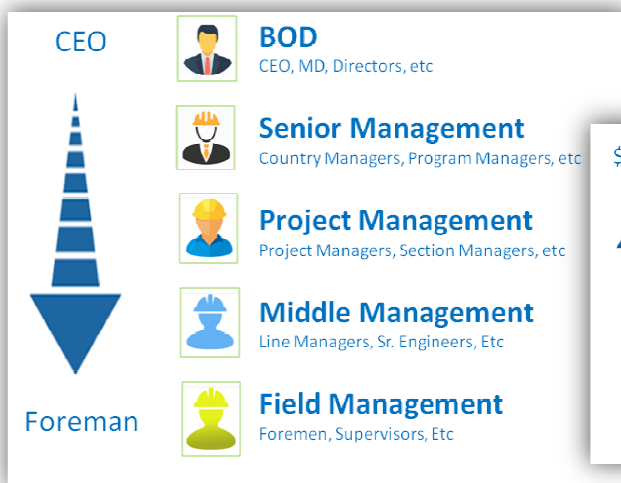 CEO
BOD
CEO, MD, Directors, etc
Senior Management
Country Managers, Program Managers, etc
$
Project Management
Project Managers, Section Managers, etc
Middle Management
Line Managers, Sr. Engineers, Etc
Foreman
Field Management
Foremen, Supervisors, Etc